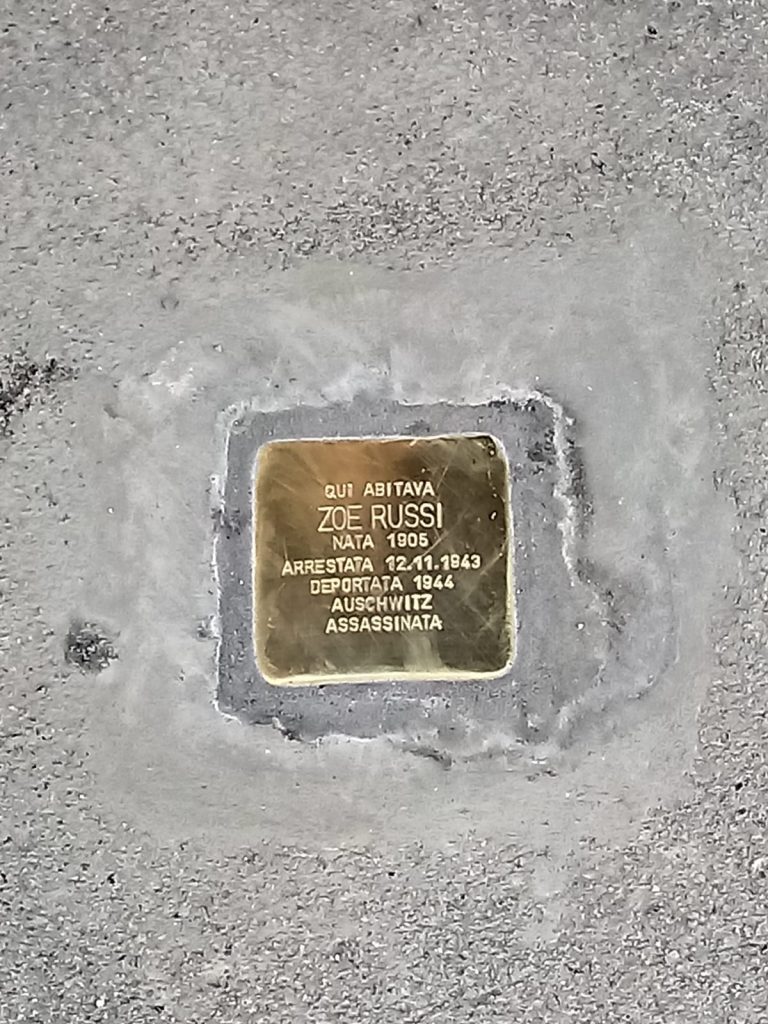 QUI ABITAVA
ZOE RUSSI
NATA 1905
ARRESTATA 12.11.1943
DEPORTATA 1944
AUSCHWITZ
ASSASSINATA